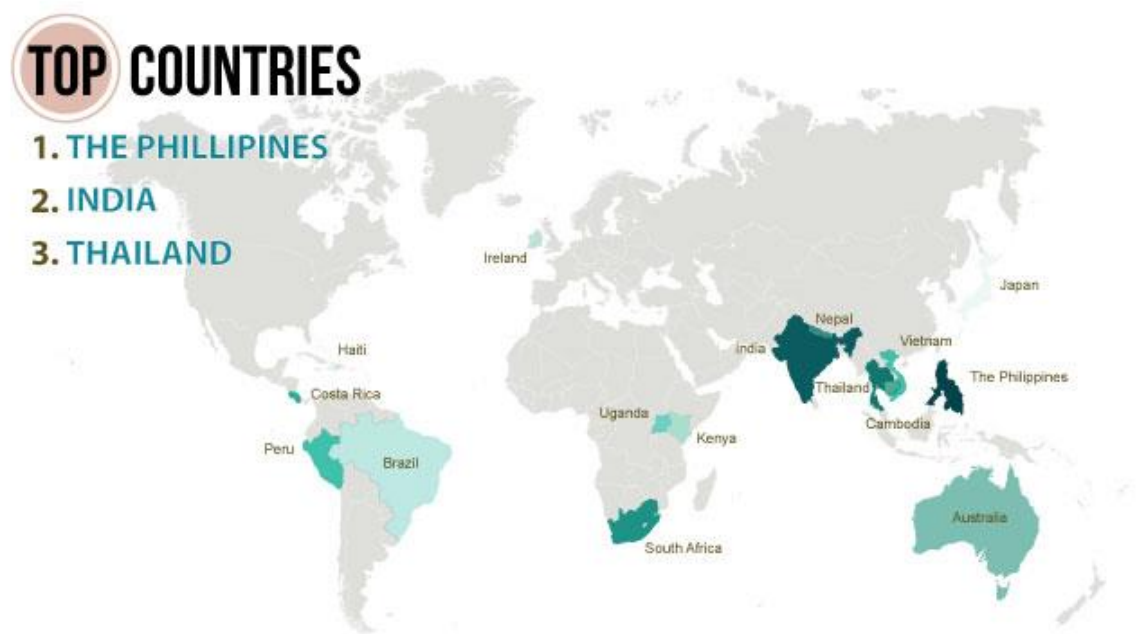 TOP COUNTRIES
1. THE PHILLIPINES
2. INDIA
3. THAILAND
Ireland
Japan
Nepal
India
Vietnam
Haiti
Thailand
The Philippines
Costa Rica
Uganda
Cambodia
Kenya
Peru
Brazil
Australia
South Africa